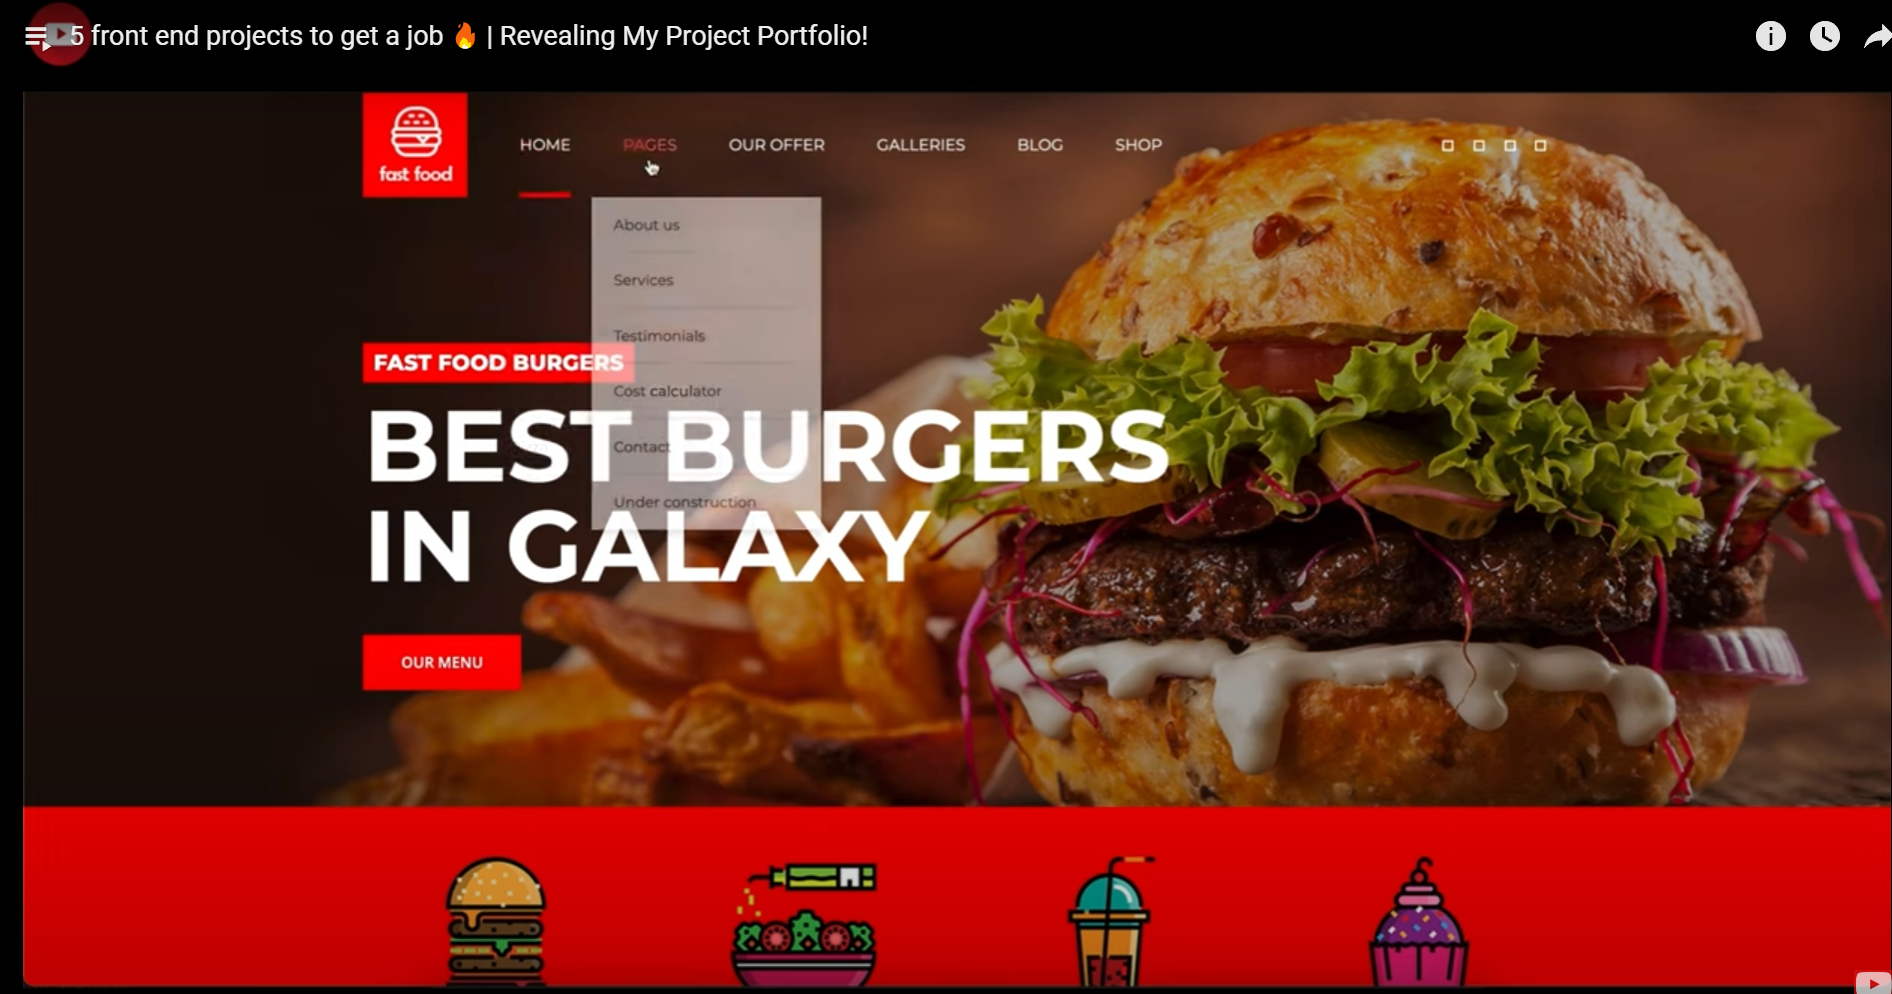 5 front end projects to get a job 🔥 | Revealing My Project Portfolio!
fast food
HOME
PAGES
OUR OFFER
GALLERIES
BLOG
SHOP
About us
Services
Testimonials
Cost calculator
Contact
Under construction
FAST FOOD BURGERS
BEST BURGERS
IN GALAXY
OUR MENU